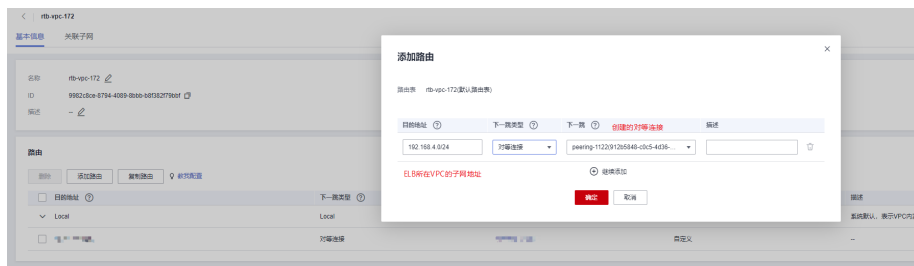 rtb-vpc-172
基本信息 关联子网
名称 rtb-vpc-172
ID 9982c8ce-8794-4089-8bbb-b8f382f79bbf
描述 --
路由
删除 添加路由 复制路由 教我配置
目的地址 下一跳类型 描述
Local Local 系统默认，表示VPC内
对等连接 自定义 --
添加路由
路由表 rtb-vpc-172(默认路由表)
目的地址 下一跳类型 下一跳 创建的对等连接 描述
192.168.4.0/24 对等连接 peering-1122(912b5848-c0c5-4d36-...
ELB所在VPC的子网地址 继续添加
确定 取消